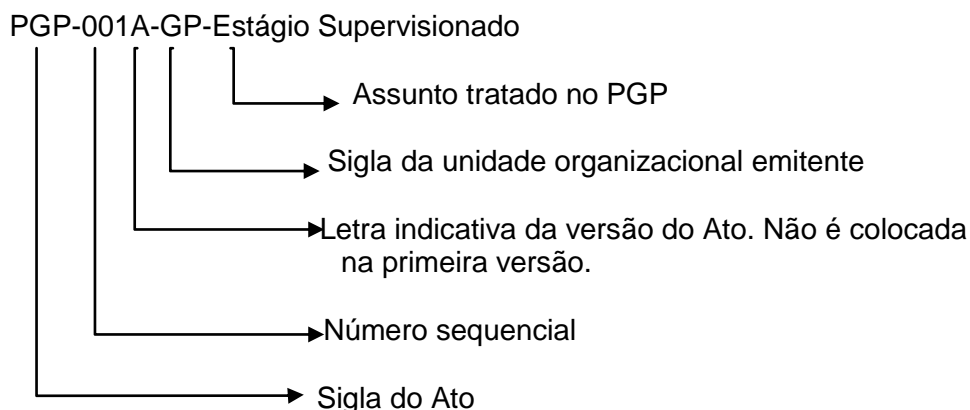 PGP-001A-GP-Estágio Supervisionado
Assunto tratado no PGP
Sigla da unidade organizacional emitente
Letra indicativa da versão do Ato. Não é colocada
na primeira versão.
Número sequencial
Sigla do Ato